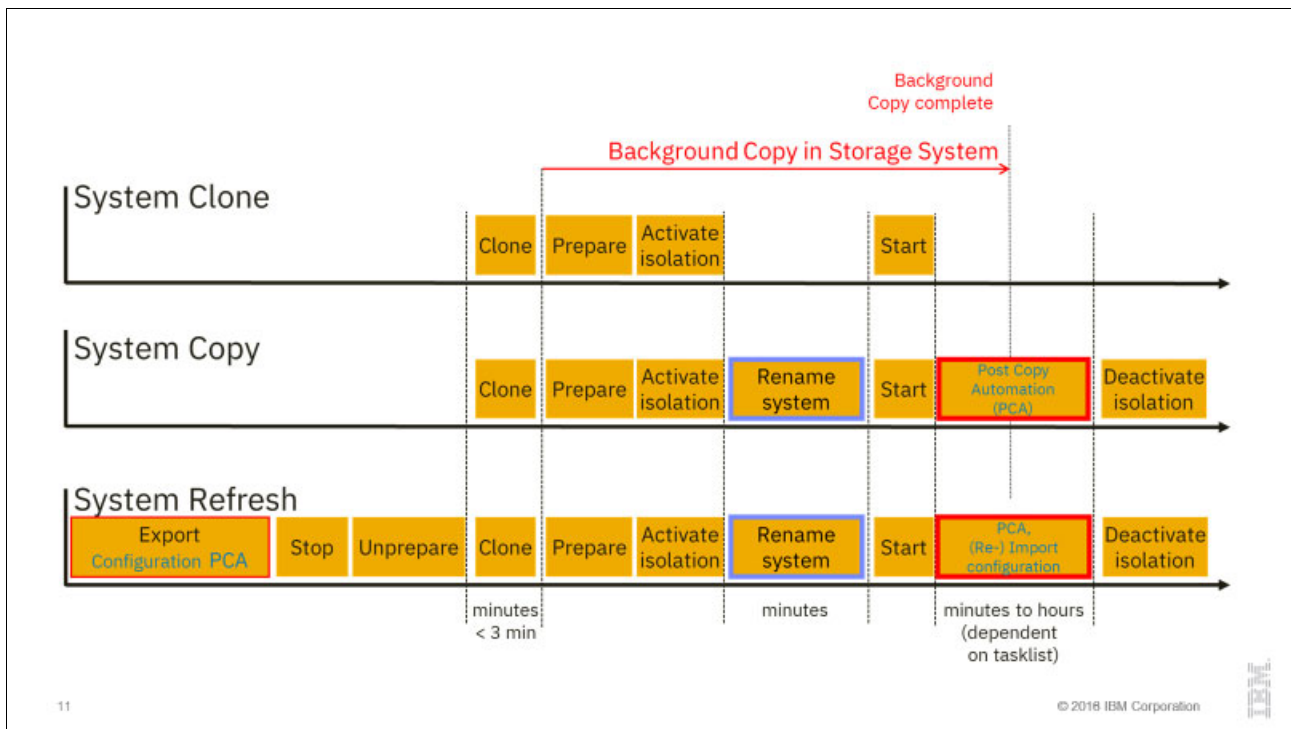 Background
Copy complete
Background Copy in Storage System
System Clone
Clone
Prepare
Activate
isolation
Start
System Copy
Clone
Prepare
Activate
isolation
Rename
system
Start
Post Copy
Automation
(PCA)
Deactivate
isolation
System Refresh
Export
Configuration PCA
Stop
Unprepare
Clone
Prepare
Activate
isolation
Rename
system
Start
PCA,
(Re-) Import
configuration
Deactivate
isolation
minutes
< 3 min
minutes
minutes to hours
(dependent
on tasklist)
11
© 2016 IBM Corporation
IBM